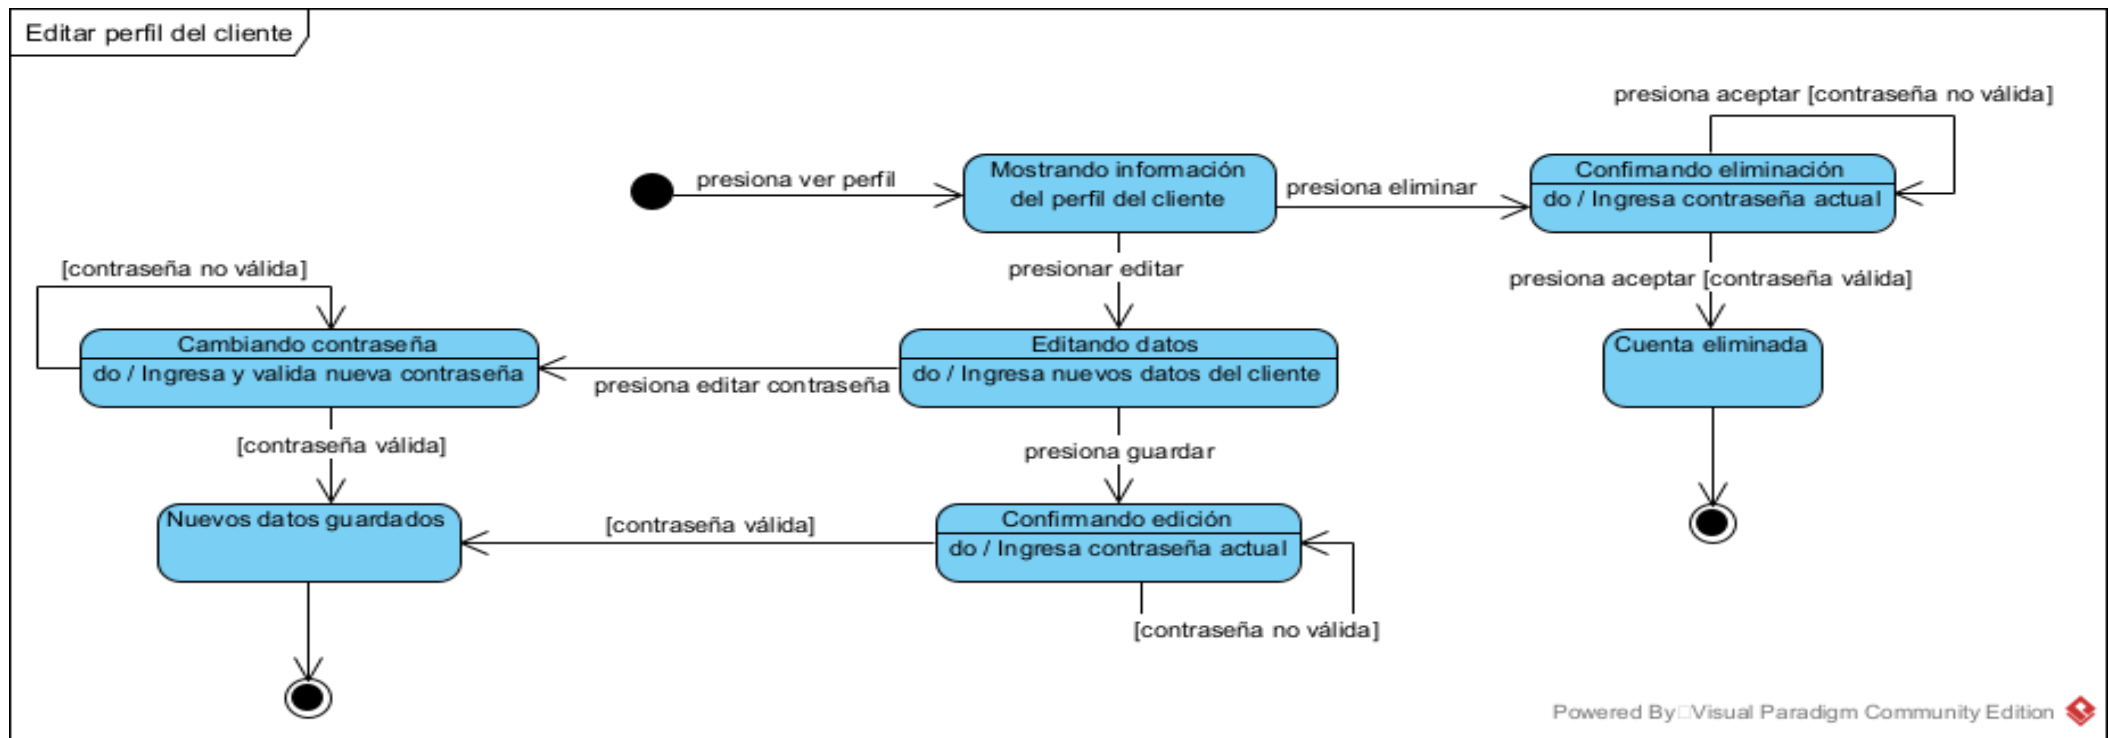 Editar perfil del cliente
presiona aceptar [contraseña no válida]
presiona ver perfil
Mostrando información
del perfil del cliente
presiona eliminar
Confirmando eliminación
do / Ingresa contraseña actual
[contraseña no válida]
presionar editar
presiona aceptar [contraseña válida]
Cambiando contraseña
do / Ingresa y valida nueva contraseña
presiona editar contraseña
Editando datos
do / Ingresa nuevos datos del cliente
Cuenta eliminada
[contraseña válida]
presiona guardar
Nuevos datos guardados
[contraseña válida]
Confirmando edición
do / Ingresa contraseña actual
[contraseña no válida]
Powered By Visual Paradigm Community Edition